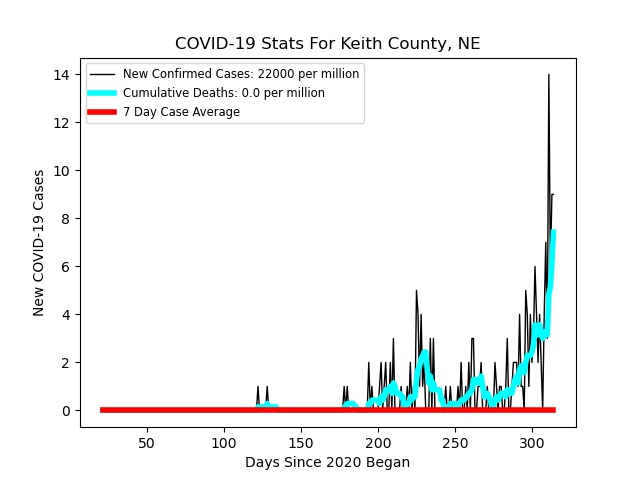 COVID-19 Stats For Keith County, NE
New Confirmed Cases: 22000 per million
Cumulative Deaths: 0.0 per million
7 Day Case Average
14
12
10
8
6
4
2
0
New COVID-19 Cases
50 100 150 200 250 300
Days Since 2020 Began